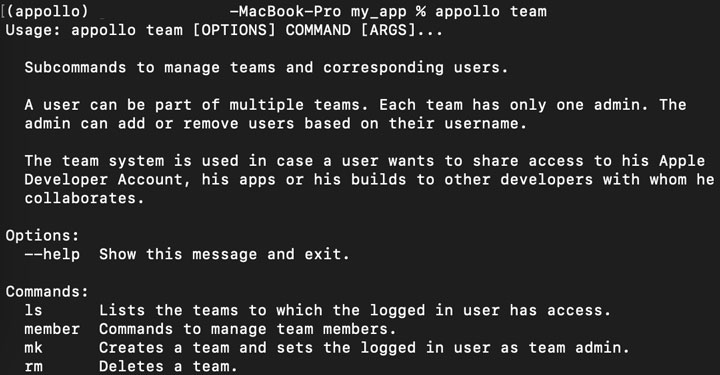 (appollo) -MacBook-Pro my_app % appollo team
Usage: appollo team [OPTIONS] COMMAND [ARGS]...
Subcommands to manage teams and corresponding users.
A user can be part of multiple teams. Each team has only one admin. The
admin can add or remove users based on their username.
The team system is used in case a user wants to share access to his Apple
Developer Account, his apps or his builds to other developers with whom he
collaborates.
Options:
--help  Show this message and exit.
Commands:
ls      Lists the teams to which the logged in user has access.
member  Commands to manage team members.
mk      Creates a team and sets the logged in user as team admin.
rm      Deletes a team.